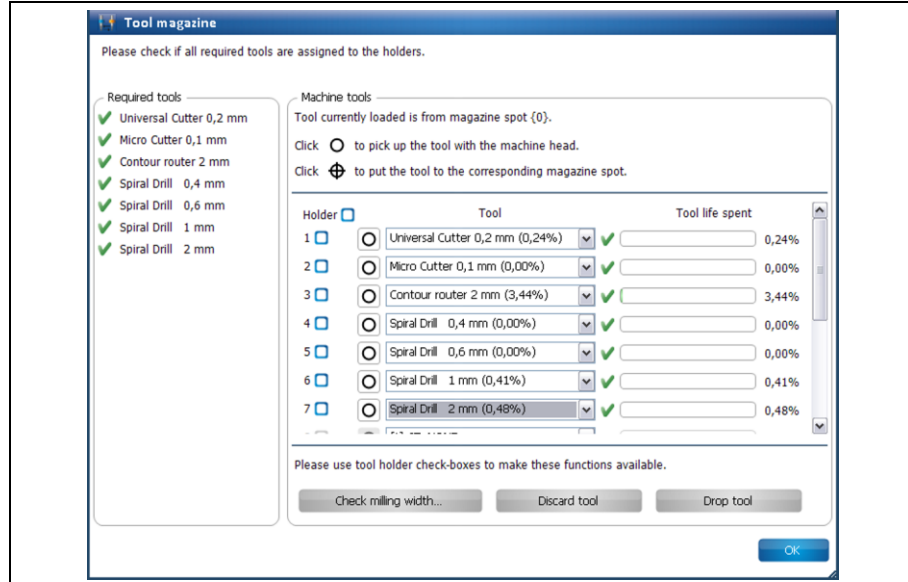 Tool magazine
Please check if all required tools are assigned to the holders.
Required tools
Universal Cutter 0,2 mm
Micro Cutter 0,1 mm
Contour router 2 mm
Spiral Drill 0,4 mm
Spiral Drill 0,6 mm
Spiral Drill 1 mm
Spiral Drill 2 mm
Machine tools
Tool currently loaded is from magazine spot {0}.
Click to pick up the tool with the machine head.
Click to put the tool to the corresponding magazine spot.
Holder Tool Tool life spent
1 Universal Cutter 0,2 mm (0,24%) 0,24%
2 Micro Cutter 0,1 mm (0,00%) 0,00%
3 Contour router 2 mm (3,44%) 3,44%
4 Spiral Drill 0,4 mm (0,00%) 0,00%
5 Spiral Drill 0,6 mm (0,00%) 0,00%
6 Spiral Drill 1 mm (0,41%) 0,41%
7 Spiral Drill 2 mm (0,48%) 0,48%
Please use tool holder check-boxes to make these functions available.
Check milling width... Discard tool Drop tool
OK